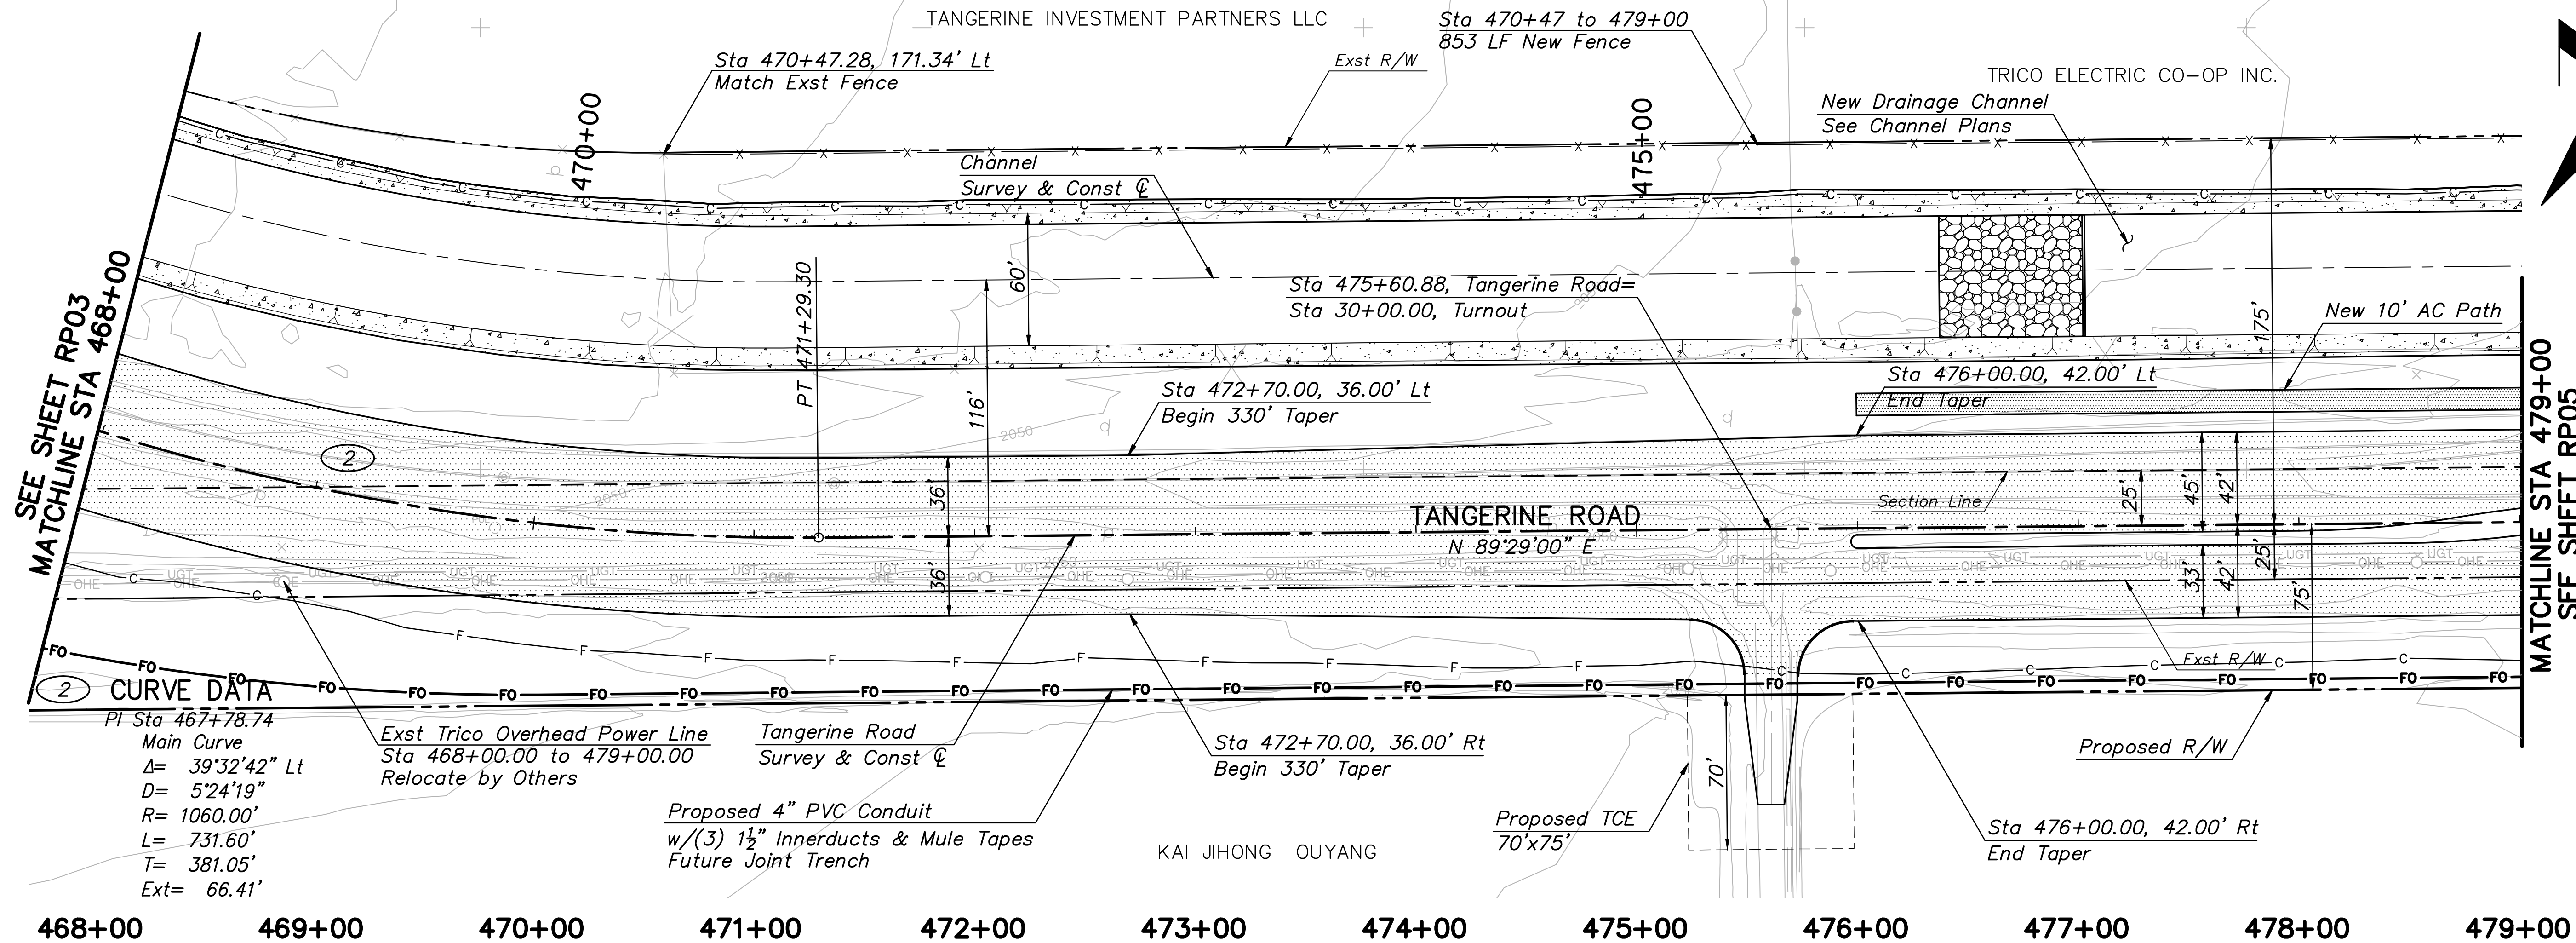 TANGERINE INVESTMENT PARTNERS LLC
Sta 470+47 to 479+00
853 LF New Fence
Sta 470+47.28, 171.34' Lt
Match Exst Fence
Exst R/W
TRICO ELECTRIC CO-OP INC.
New Drainage Channel
See Channel Plans
470+00
475+00
Channel
Survey & Const ℄
SEE SHEET RP03
MATCHLINE STA 468+00
PT 471+29.30
60'
116'
Sta 475+60.88, Tangerine Road=
Sta 30+00.00, Turnout
175'
New 10' AC Path
Sta 472+70.00, 36.00' Lt
Begin 330' Taper
Sta 476+00.00, 42.00' Lt
End Taper
MATCHLINE STA 479+00
SEE SHEET RP05
2050
2
36'
36'
TANGERINE ROAD
N 89°29'00" E
Section Line
25'
45'
42'
33'
42'
25'
75'
Exst R/W
UGT
OHE
C
F
FO
2 CURVE DATA
PI Sta 467+78.74
Main Curve
Δ= 39°32'42" Lt
D= 5°24'19"
R= 1060.00'
L= 731.60'
T= 381.05'
Ext= 66.41'
Exst Trico Overhead Power Line
Sta 468+00.00 to 479+00.00
Relocate by Others
Tangerine Road
Survey & Const ℄
Proposed 4" PVC Conduit
w/(3) 1½" Innerducts & Mule Tapes
Future Joint Trench
Sta 472+70.00, 36.00' Rt
Begin 330' Taper
KAI JIHONG OUYANG
Proposed TCE
70'x75'
70'
Proposed R/W
Sta 476+00.00, 42.00' Rt
End Taper
468+00 469+00 470+00 471+00 472+00 473+00 474+00 475+00 476+00 477+00 478+00 479+00